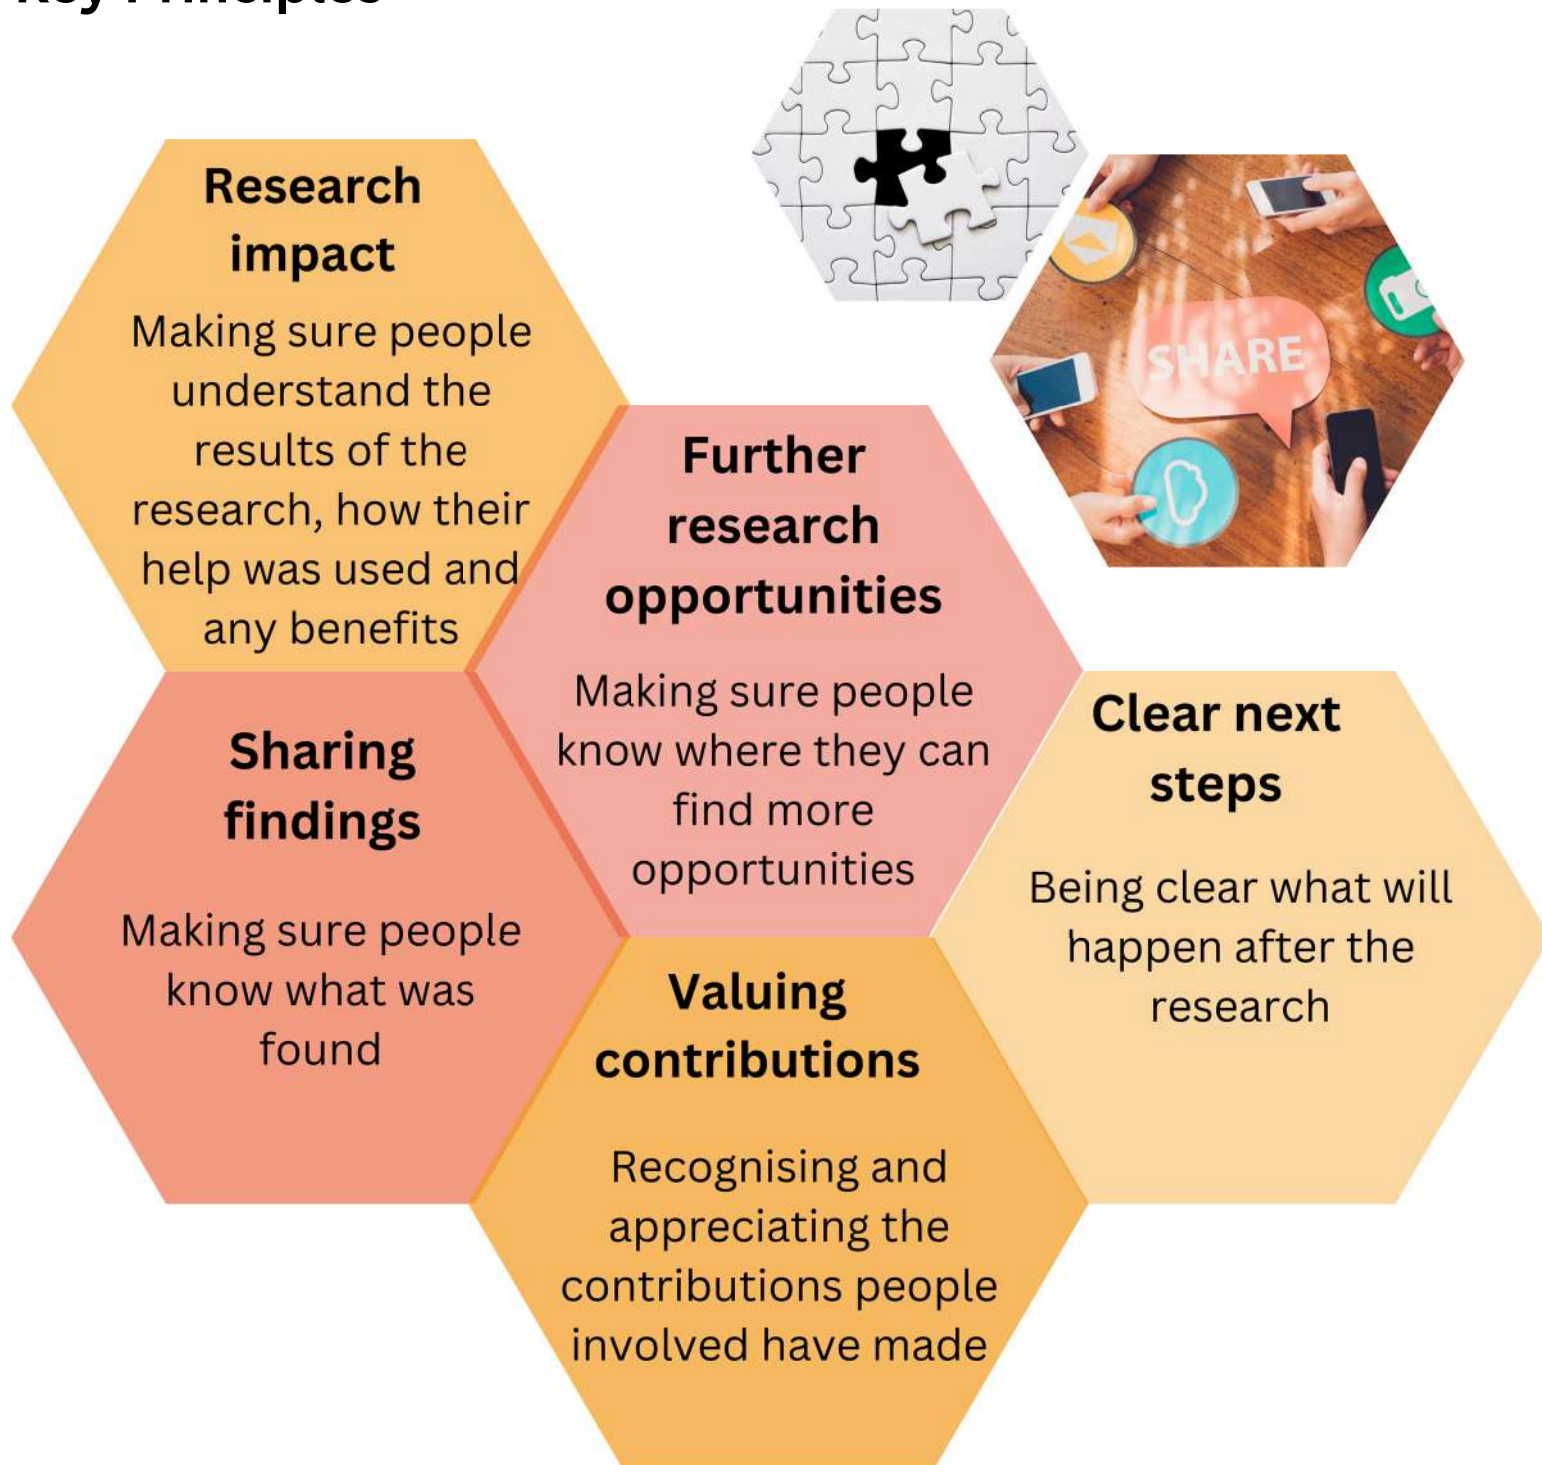 Key Principles
Research
impact
Making sure people
understand the
results of the
research, how their
help was used and
any benefits
SHARE
Further
research
opportunities
Making sure people
know where they can
find more
opportunities
Sharing
findings
Making sure people
know what was
found
Clear next
steps
Being clear what will
happen after the
research
Valuing
contributions
Recognising and
appreciating the
contributions people
involved have made